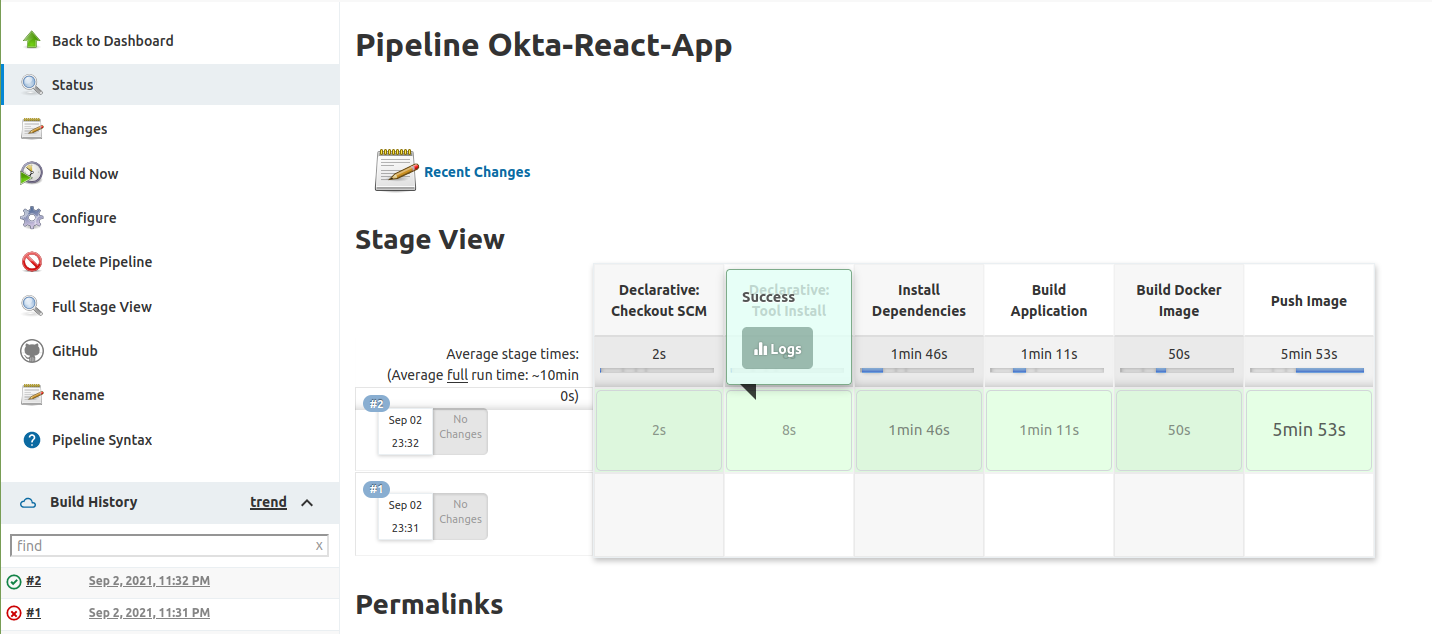 Back to Dashboard
Status
Changes
Build Now
Configure
Delete Pipeline
Full Stage View
GitHub
Rename
Pipeline Syntax
Build History trend
find x
#2 Sep 2, 2021, 11:32 PM
#1 Sep 2, 2021, 11:31 PM
Pipeline Okta-React-App
Recent Changes
Stage View
Declarative: Checkout SCM
Declarative: Tool Install
Install Dependencies
Build Application
Build Docker Image
Push Image
Success
Logs
Average stage times:
(Average full run time: ~10min
0s)
2s 1min 46s 1min 11s 50s 5min 53s
#2
Sep 02
23:32
No
Changes
2s 8s 1min 46s 1min 11s 50s 5min 53s
#1
Sep 02
23:31
No
Changes
Permalinks